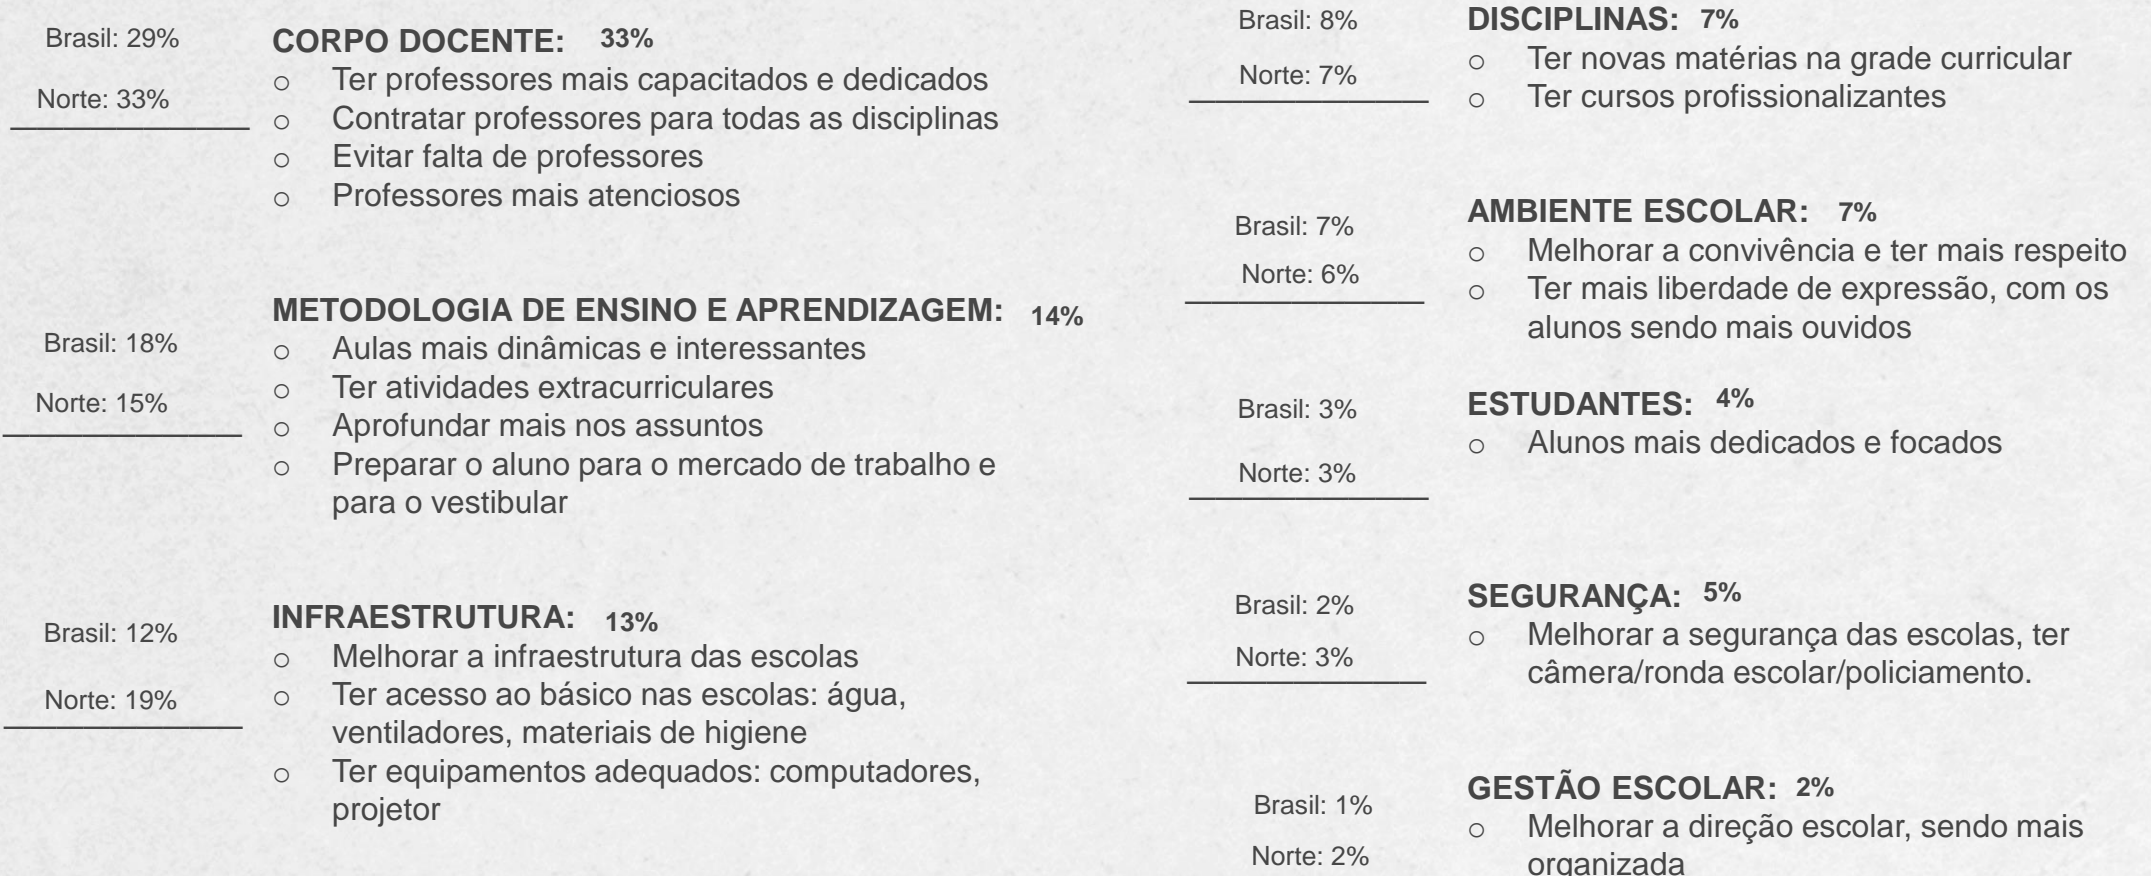 Brasil: 29%
Norte: 33%
CORPO DOCENTE: 33%
o Ter professores mais capacitados e dedicados
o Contratar professores para todas as disciplinas
o Evitar falta de professores
o Professores mais atenciosos
Brasil: 18%
Norte: 15%
METODOLOGIA DE ENSINO E APRENDIZAGEM: 14%
o Aulas mais dinâmicas e interessantes
o Ter atividades extracurriculares
o Aprofundar mais nos assuntos
o Preparar o aluno para o mercado de trabalho e
para o vestibular
Brasil: 12%
Norte: 19%
INFRAESTRUTURA: 13%
o Melhorar a infraestrutura das escolas
o Ter acesso ao básico nas escolas: água,
ventiladores, materiais de higiene
o Ter equipamentos adequados: computadores,
projetor
Brasil: 8%
Norte: 7%
DISCIPLINAS: 7%
o Ter novas matérias na grade curricular
o Ter cursos profissionalizantes
Brasil: 7%
Norte: 6%
AMBIENTE ESCOLAR: 7%
o Melhorar a convivência e ter mais respeito
o Ter mais liberdade de expressão, com os
alunos sendo mais ouvidos
Brasil: 3%
Norte: 3%
ESTUDANTES: 4%
o Alunos mais dedicados e focados
Brasil: 2%
Norte: 3%
SEGURANÇA: 5%
o Melhorar a segurança das escolas, ter
câmera/ronda escolar/policiamento.
Brasil: 1%
Norte: 2%
GESTÃO ESCOLAR: 2%
o Melhorar a direção escolar, sendo mais
organizada